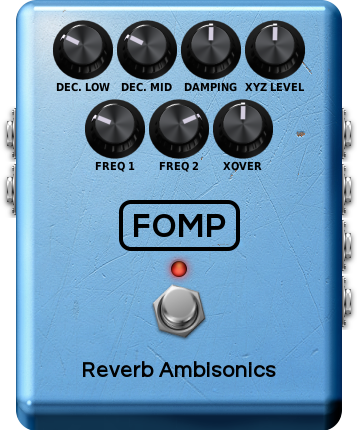 DEC. LOW DEC. MID DAMPING XYZ LEVEL
FREQ 1 FREQ 2 XOVER
FOMP
Reverb Ambisonics